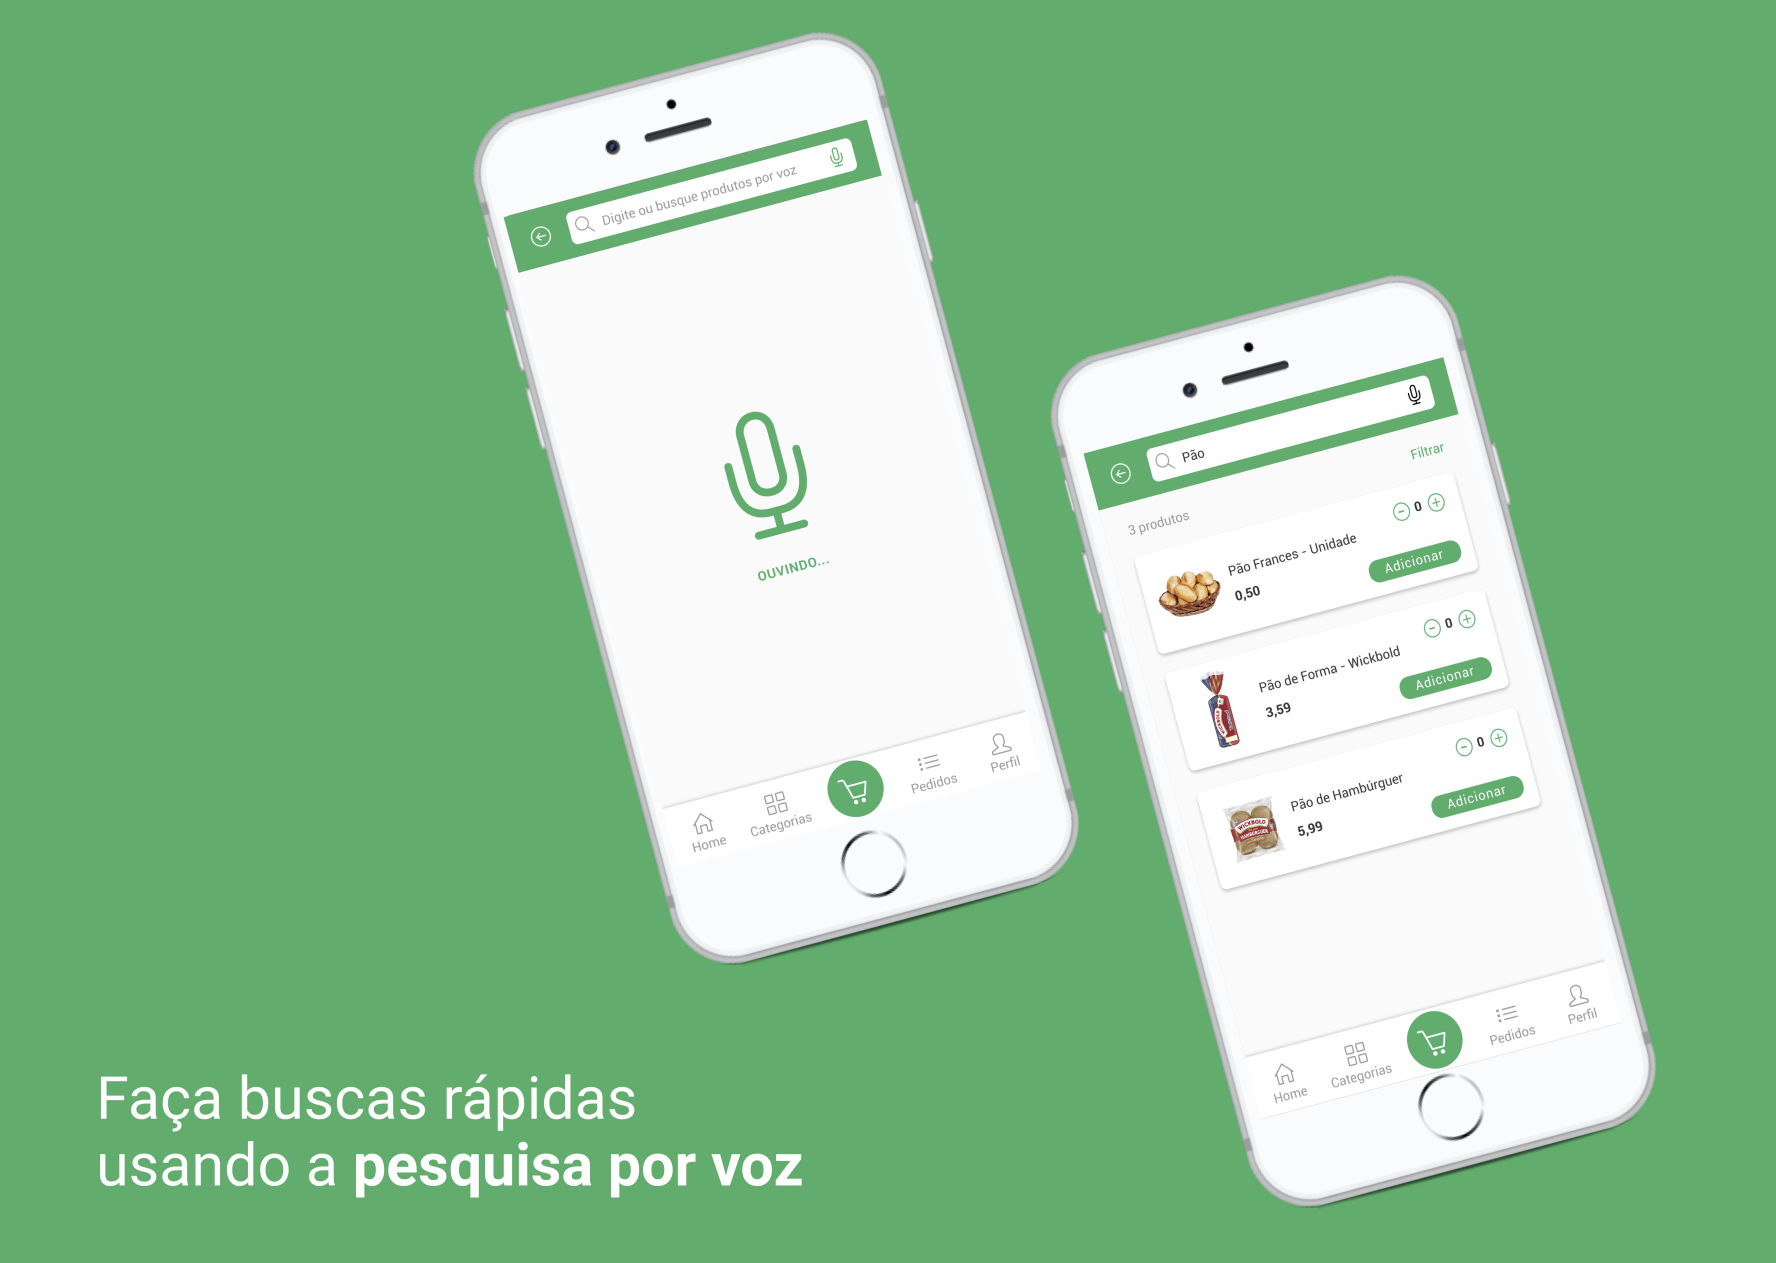 Digite ou busque produtos por voz
OUVINDO...
Home
Categorias
Pedidos
Perfil
Pão
Filtrar
3 produtos
Pão Frances - Unidade
0,50
- 0 +
Adicionar
Pão de Forma - Wickbold
3,59
- 0 +
Adicionar
WICKBOLD
HAMBÚRGUER
Pão de Hambúrguer
5,99
- 0 +
Adicionar
Home
Categorias
Pedidos
Perfil
Faça buscas rápidas
usando a pesquisa por voz